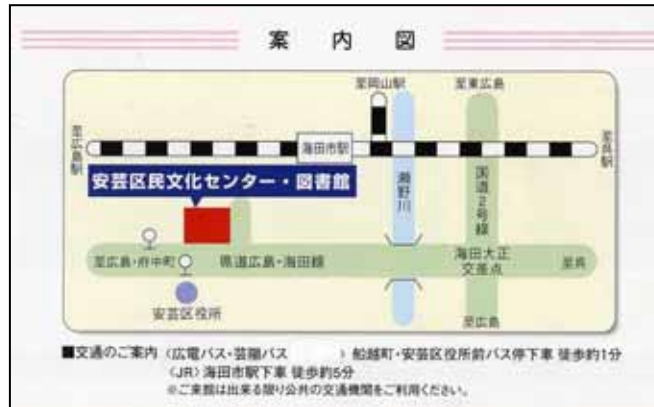 案内図
至岡山駅
至東広島
至広島駅
海田市駅
至呉駅
安芸区民文化センター・図書館
瀬野川
国道2号線
至広島・府中町
県道広島・海田線
海田大正
交差点
至呉
安芸区役所
至広島
■交通のご案内 (広電バス・芸陽バス ) 船越町・安芸区役所前バス停下車 徒歩約1分
(JR) 海田市駅下車 徒歩約5分
※ご来館は出来る限り公共の交通機関をご利用ください。